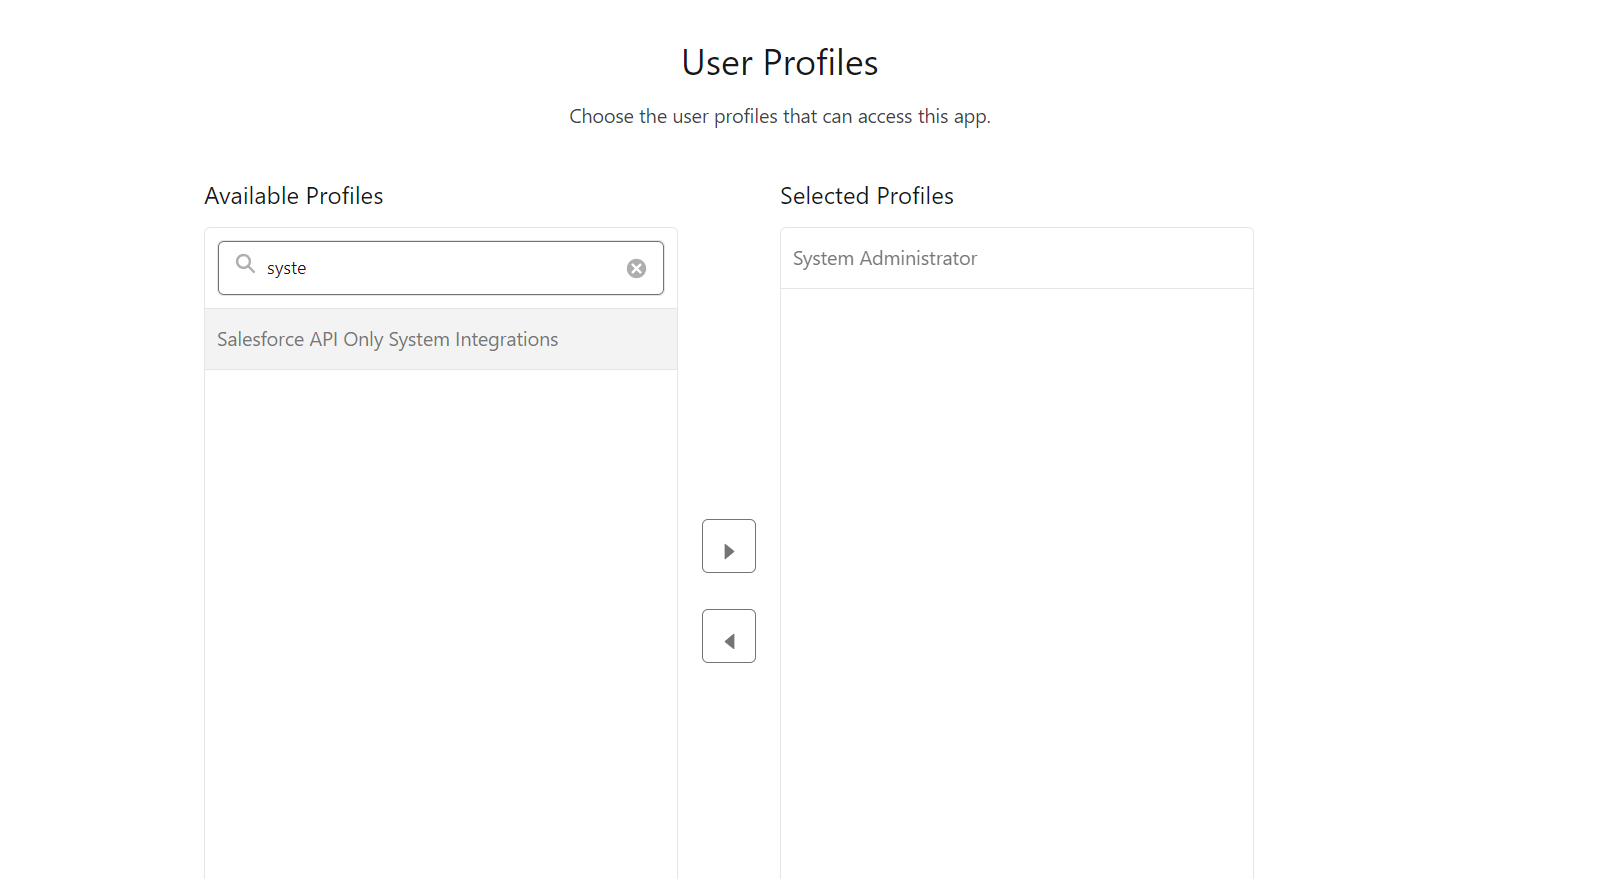 User Profiles
Choose the user profiles that can access this app.
Available Profiles
syste
Salesforce API Only System Integrations
Selected Profiles
System Administrator